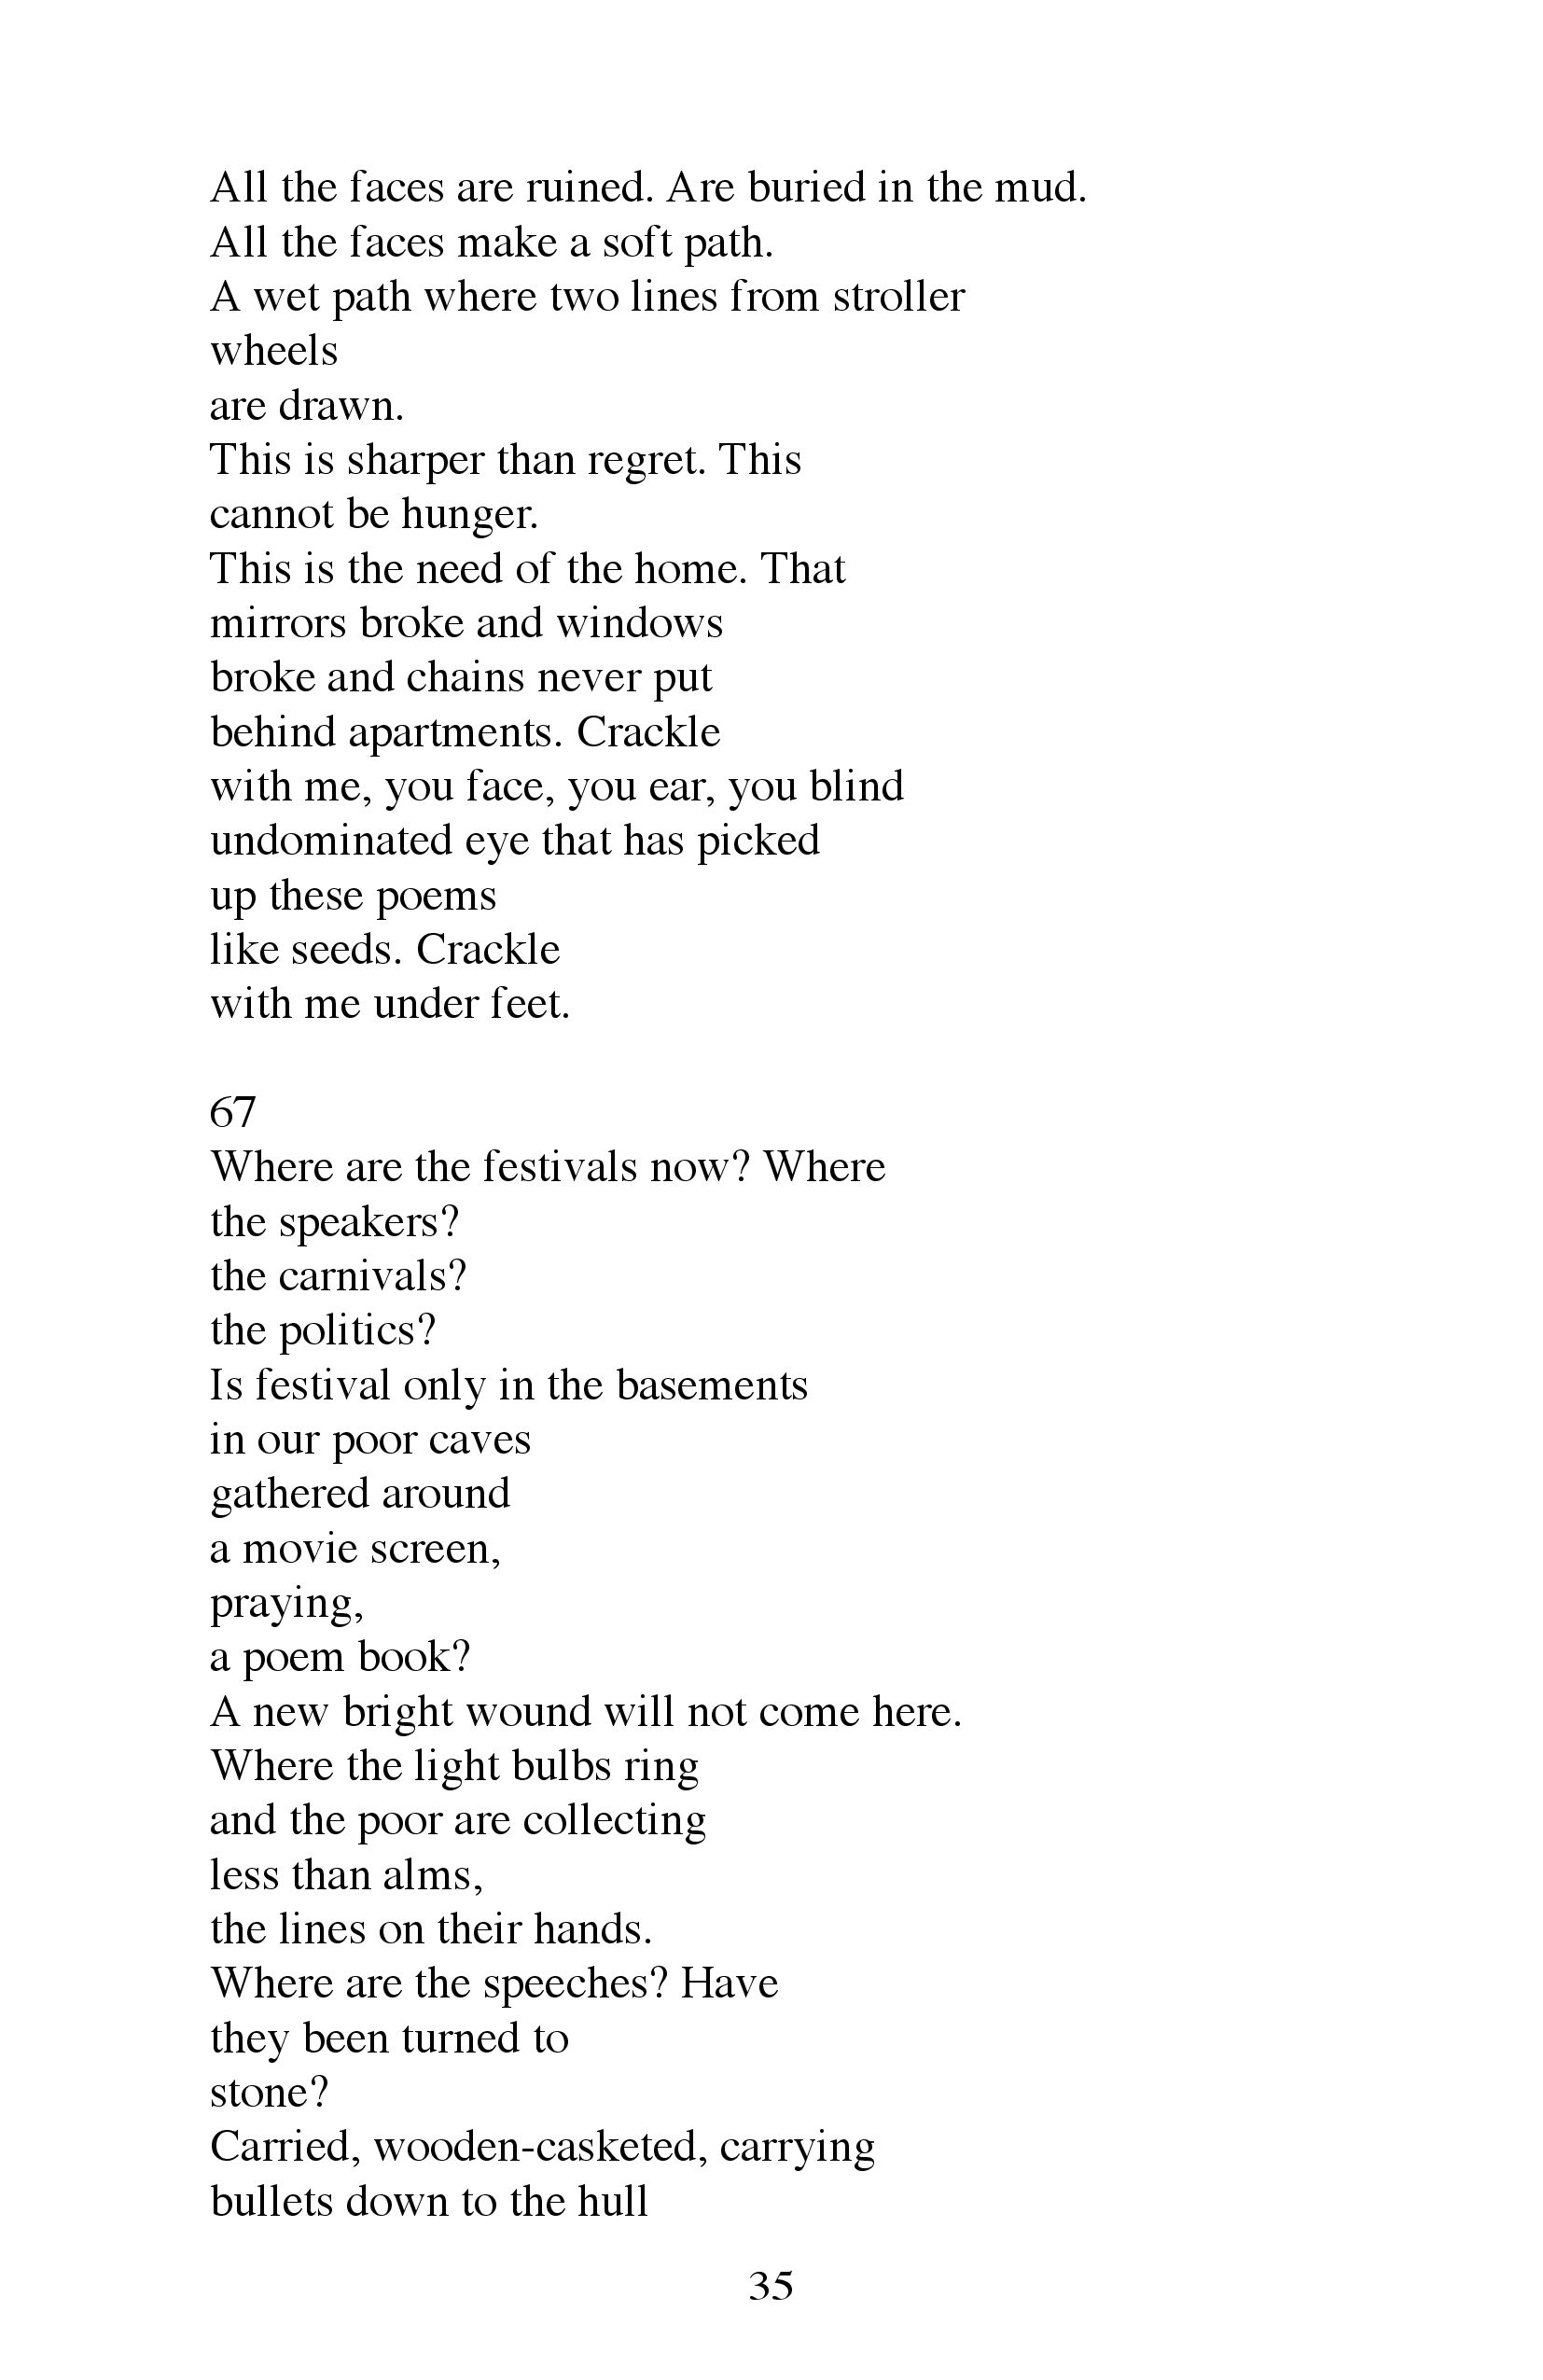 All the faces are ruined. Are buried in the mud.
All the faces make a soft path.
A wet path where two lines from stroller
wheels
are drawn.
This is sharper than regret. This
cannot be hunger.
This is the need of the home. That
mirrors broke and windows
broke and chains never put
behind apartments. Crackle
with me, you face, you ear, you blind
undominated eye that has picked
up these poems
like seeds. Crackle
with me under feet.
67
Where are the festivals now? Where
the speakers?
the carnivals?
the politics?
Is festival only in the basements
in our poor caves
gathered around
a movie screen,
praying,
a poem book?
A new bright wound will not come here.
Where the light bulbs ring
and the poor are collecting
less than alms,
the lines on their hands.
Where are the speeches? Have
they been turned to
stone?
Carried, wooden-casketed, carrying
bullets down to the hull
35